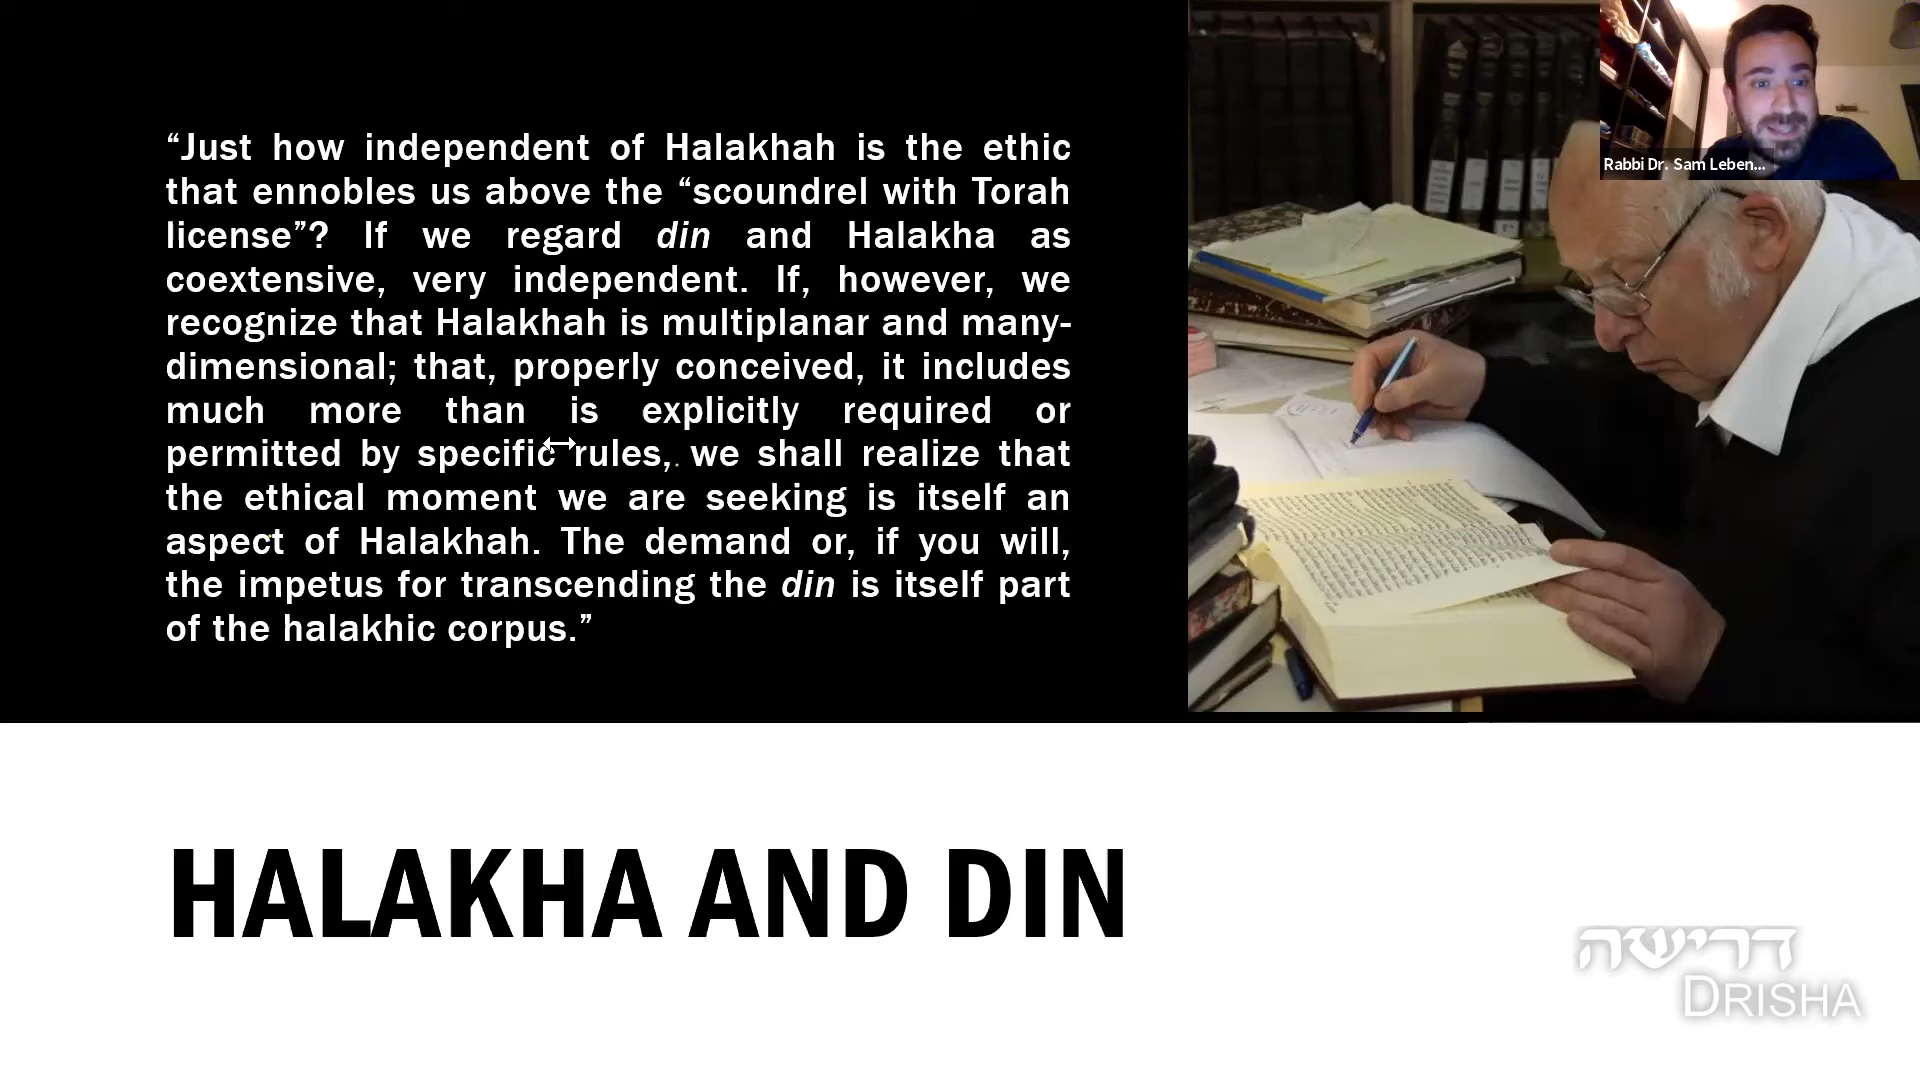 “Just how independent of Halakhah is the ethic
that ennobles us above the “scoundrel with Torah
license”? If we regard din and Halakha as
coextensive, very independent. If, however, we
recognize that Halakhah is multiplanar and many-
dimensional; that, properly conceived, it includes
much more than is explicitly required or
permitted by specific rules, we shall realize that
the ethical moment we are seeking is itself an
aspect of Halakhah. The demand or, if you will,
the impetus for transcending the din is itself part
of the halakhic corpus.”
Rabbi Dr. Sam Leben...
HALAKHA AND DIN
דרישה
DRISHA